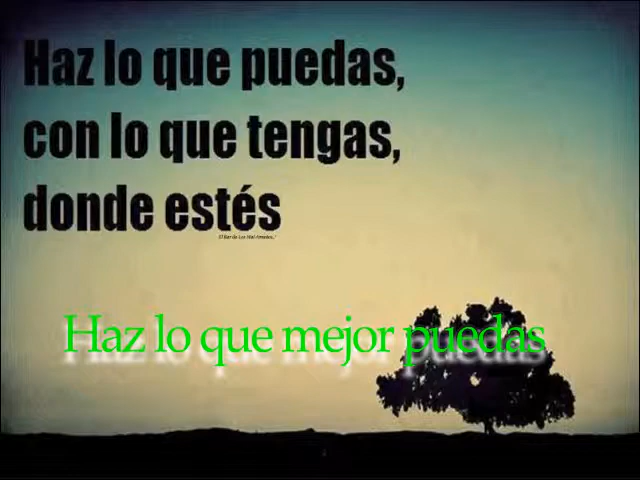 Haz lo que puedas,
con lo que tengas,
donde estés
Haz lo que mejor puedas